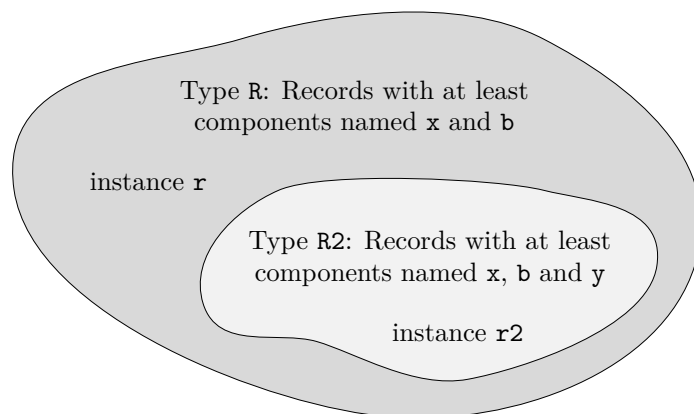 Type R: Records with at least
components named x and b
instance r
Type R2: Records with at least
components named x, b and y
instance r2